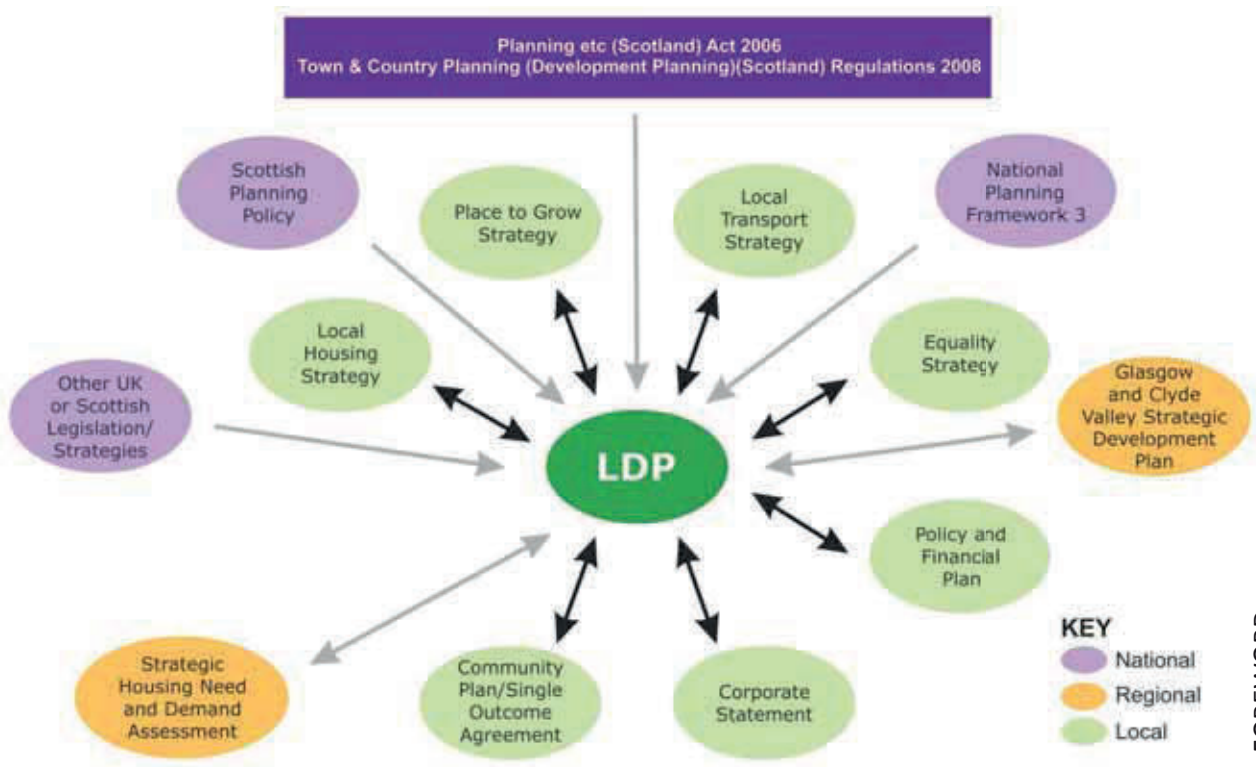 Planning etc (Scotland) Act 2006
Town & Country Planning (Development Planning)(Scotland) Regulations 2008
Scottish
Planning
Policy
Place to Grow
Strategy
Local
Transport
Strategy
National
Planning
Framework 3
Local
Housing
Strategy
Equality
Strategy
Other UK
or Scottish
Legislation/
Strategies
Glasgow
and Clyde
Valley Strategic
Development
Plan
LDP
Policy and
Financial
Plan
Strategic
Housing Need
and Demand
Assessment
Community
Plan/Single
Outcome
Agreement
Corporate
Statement
KEY
National
Regional
Local